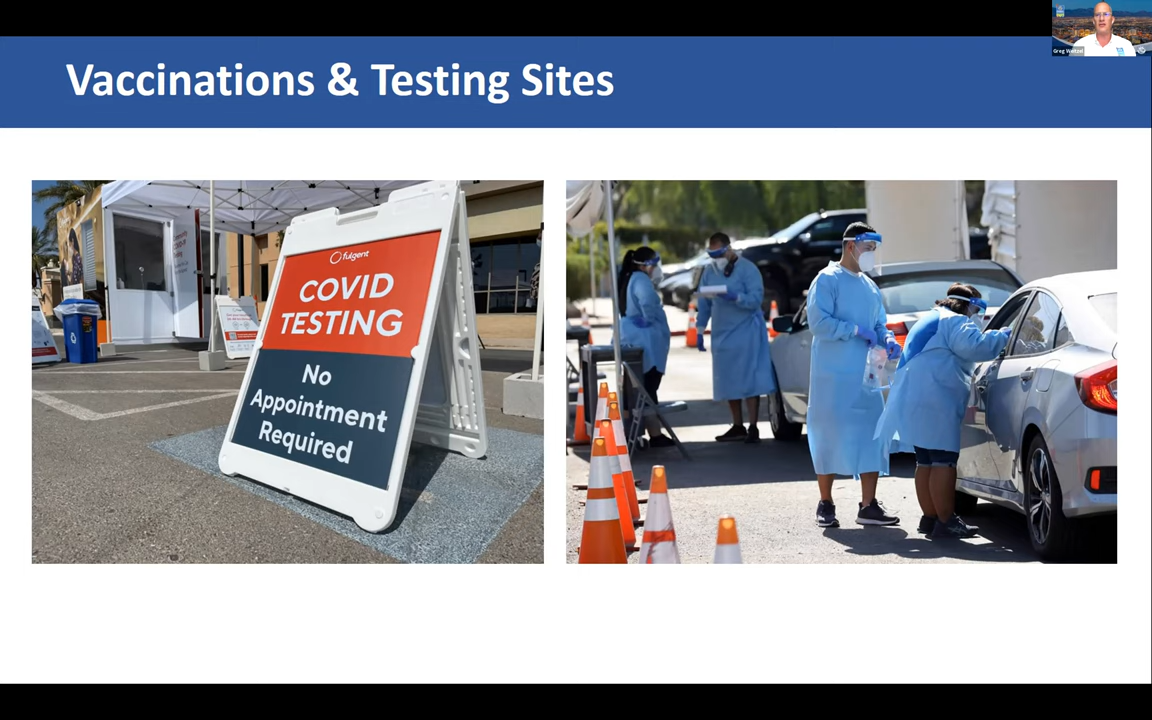 Vaccinations & Testing Sites
fulgent
COVID
TESTING
No
Appointment
Required